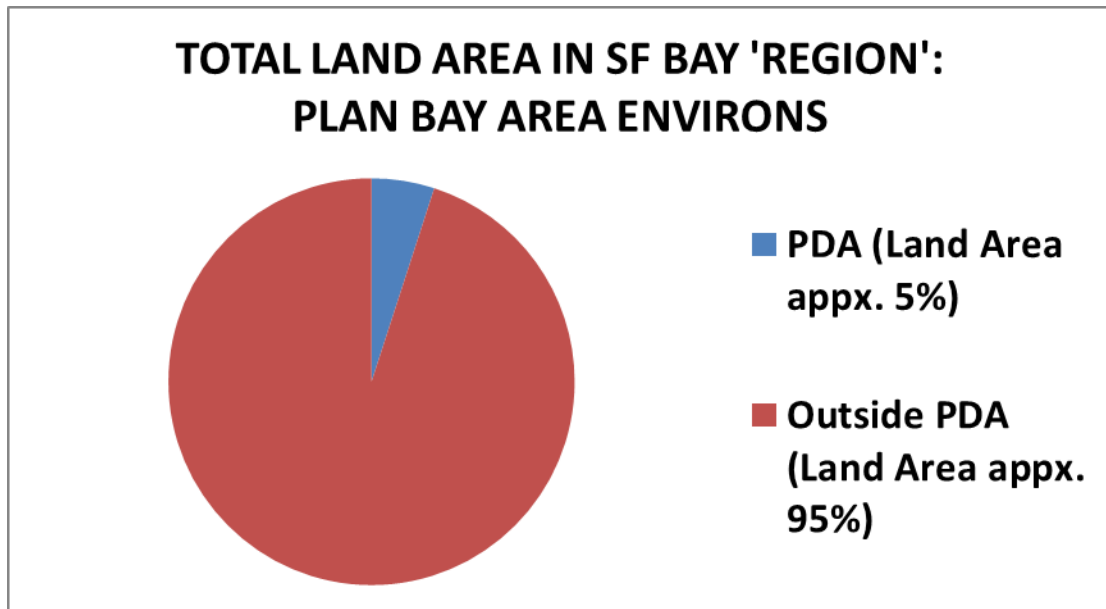 TOTAL LAND AREA IN SF BAY 'REGION':
PLAN BAY AREA ENVIRONS
PDA (Land Area
appx. 5%)
Outside PDA
(Land Area appx.
95%)